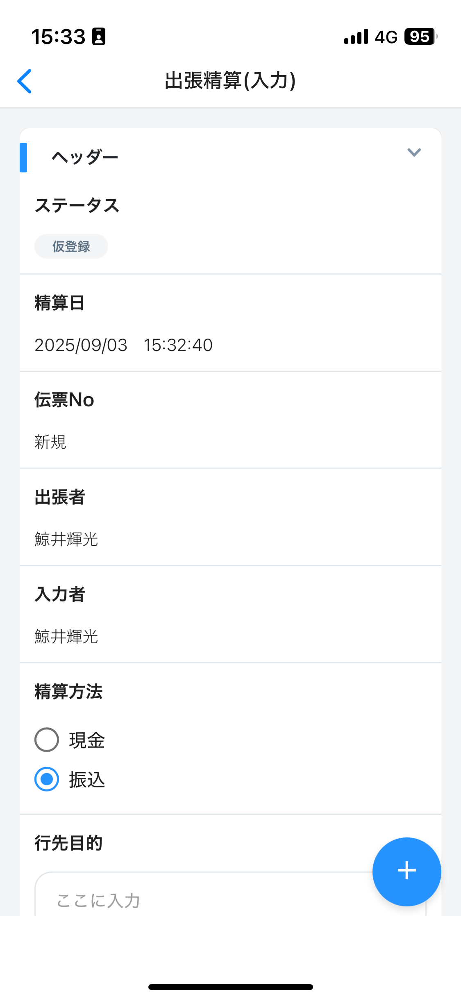 15:33
4G 95
出張精算(入力)
ヘッダー
ステータス
仮登録
精算日
2025/09/03 15:32:40
伝票No
新規
出張者
鯨井輝光
入力者
鯨井輝光
精算方法
現金
振込
行先目的
ここに入力